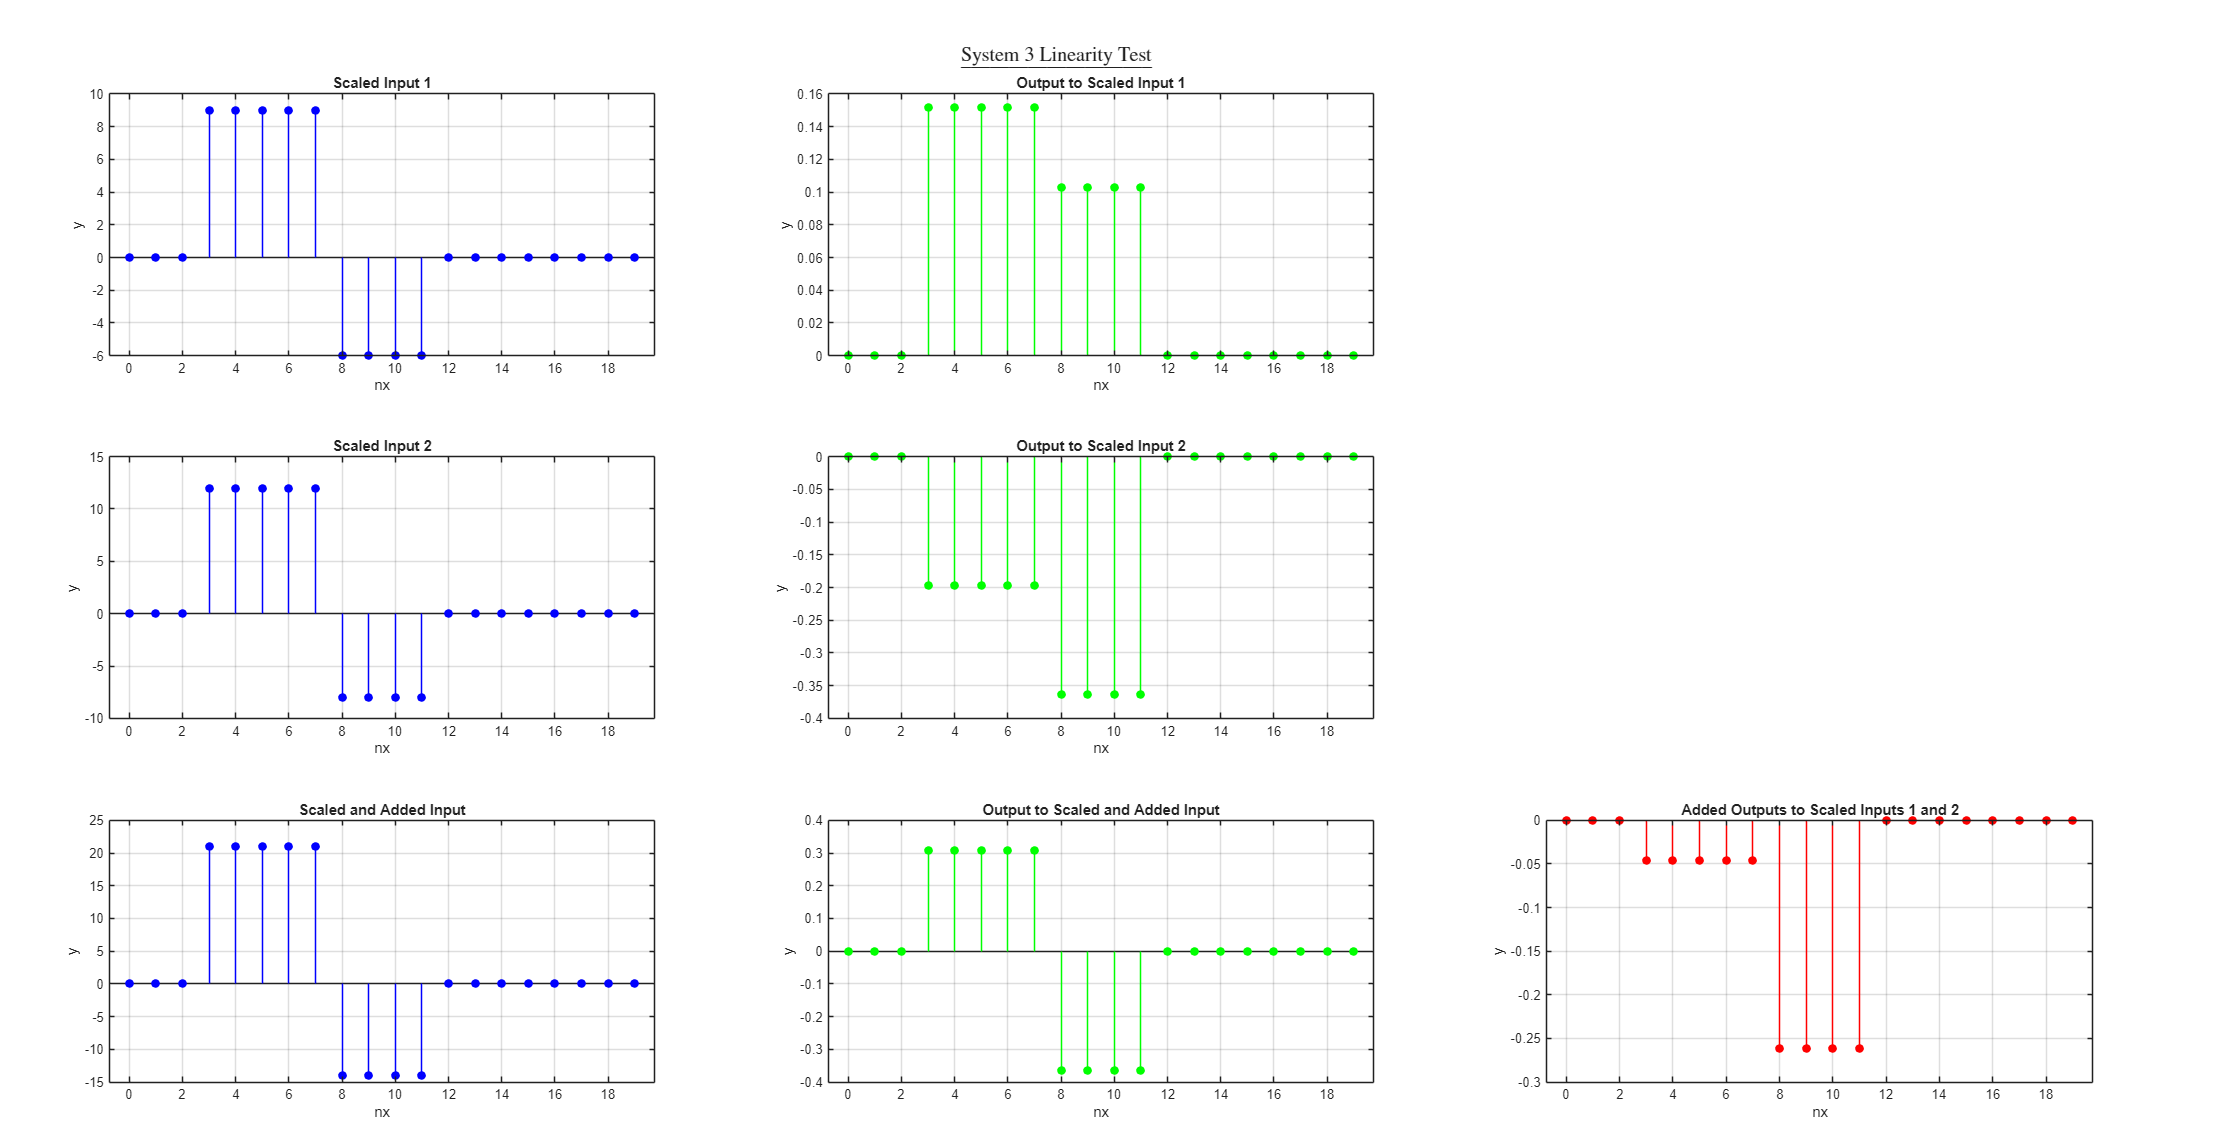 System 3 Linearity Test
Scaled Input 1
10
8
6
4
2
0
-2
-4
-6
y
0 2 4 6 8 10 12 14 16 18
nx
Output to Scaled Input 1
0.16
0.14
0.12
0.1
0.08
0.06
0.04
0.02
0
y
0 2 4 6 8 10 12 14 16 18
nx
Scaled Input 2
15
10
5
0
-5
-10
y
0 2 4 6 8 10 12 14 16 18
nx
Output to Scaled Input 2
0
-0.05
-0.1
-0.15
-0.2
-0.25
-0.3
-0.35
-0.4
y
0 2 4 6 8 10 12 14 16 18
nx
Scaled and Added Input
25
20
15
10
5
0
-5
-10
-15
y
0 2 4 6 8 10 12 14 16 18
nx
Output to Scaled and Added Input
0.4
0.3
0.2
0.1
0
-0.1
-0.2
-0.3
-0.4
y
0 2 4 6 8 10 12 14 16 18
nx
Added Outputs to Scaled Inputs 1 and 2
0
-0.05
-0.1
-0.15
-0.2
-0.25
-0.3
y
0 2 4 6 8 10 12 14 16 18
nx